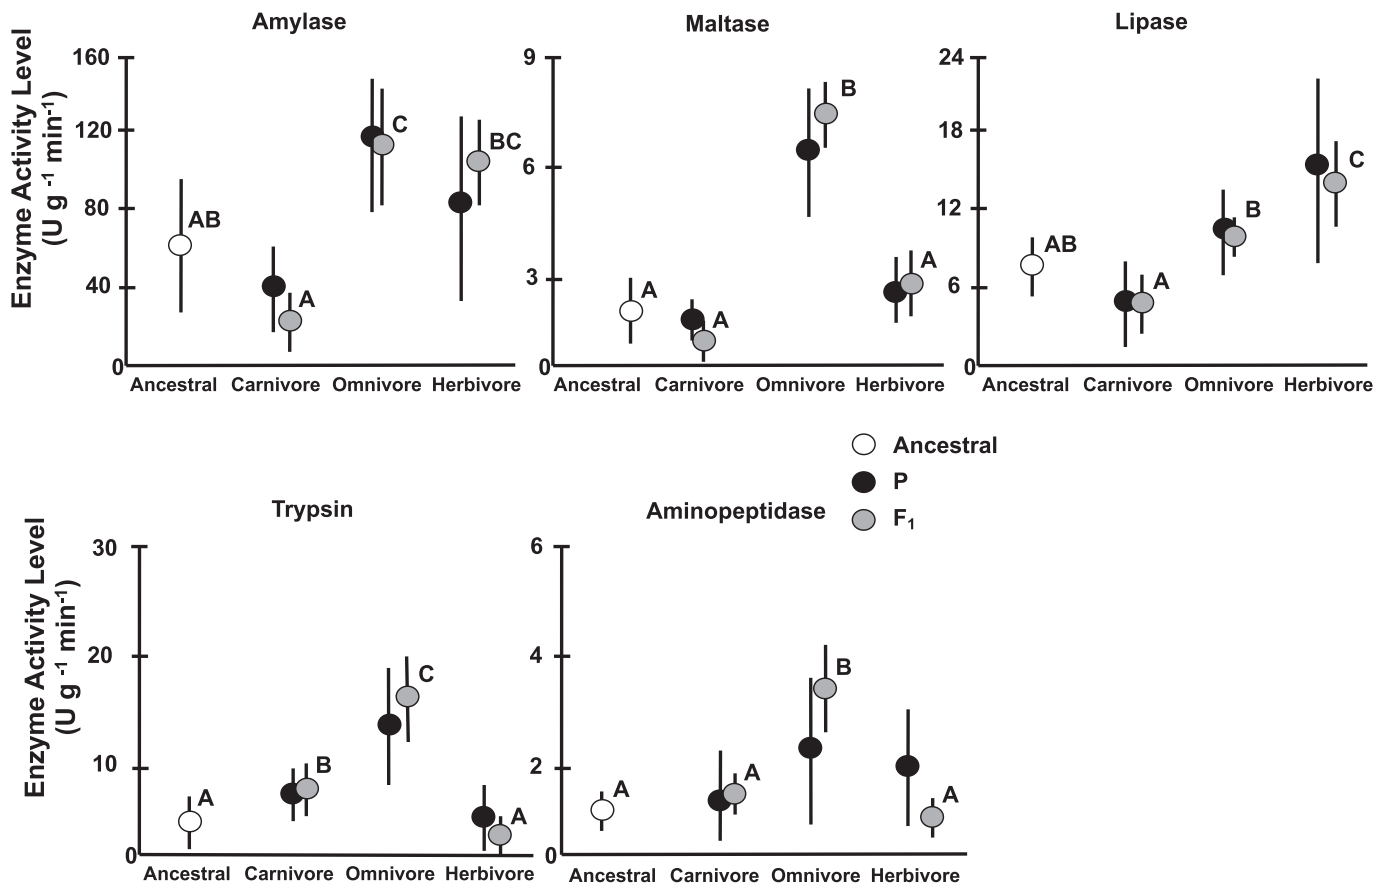 Amylase
Maltase
Lipase
Enzyme Activity Level
(U g -1 min-1)
160
120
80
40
0
AB
A
C
BC
Ancestral Carnivore Omnivore Herbivore
9
6
3
0
A
A
B
A
Ancestral Carnivore Omnivore Herbivore
24
18
12
6
0
AB
A
B
C
Ancestral Carnivore Omnivore Herbivore
Ancestral
P
F1
Trypsin
Aminopeptidase
Enzyme Activity Level
(U g -1 min-1)
30
20
10
0
A
B
C
A
Ancestral Carnivore Omnivore Herbivore
6
4
2
0
A
A
B
A
Ancestral Carnivore Omnivore Herbivore